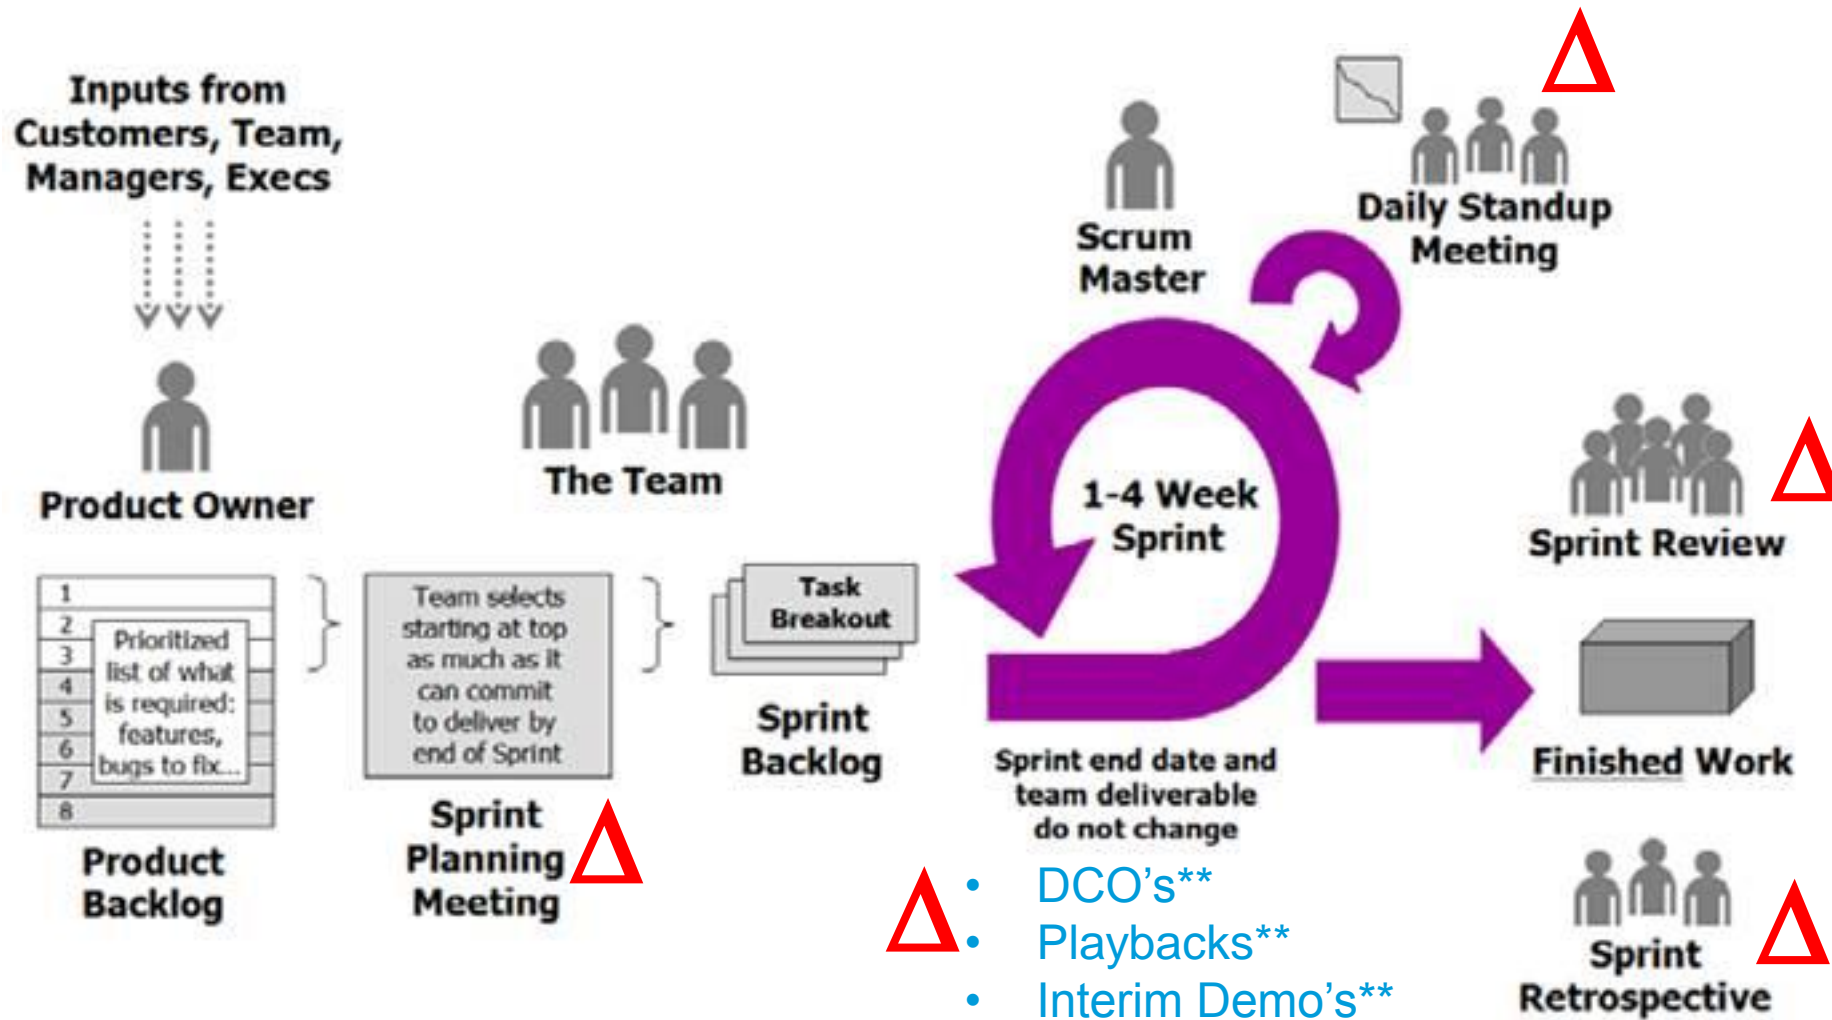 Inputs from
Customers, Team,
Managers, Execs
Product Owner
The Team
Scrum
Master
Δ
Daily Standup
Meeting
1-4 Week
Sprint
Δ
Sprint Review
1
2
3
4
5
6
7
8
Prioritized
list of what
is required:
features,
bugs to fix...
Product
Backlog
Team selects
starting at top
as much as it
can commit
to deliver by
end of Sprint
Sprint
Planning
Meeting
Δ
Task
Breakout
Sprint
Backlog
Sprint end date and
team deliverable
do not change
Finished Work
Δ
• DCO’s**
• Playbacks**
• Interim Demo’s**
Δ
Sprint
Retrospective